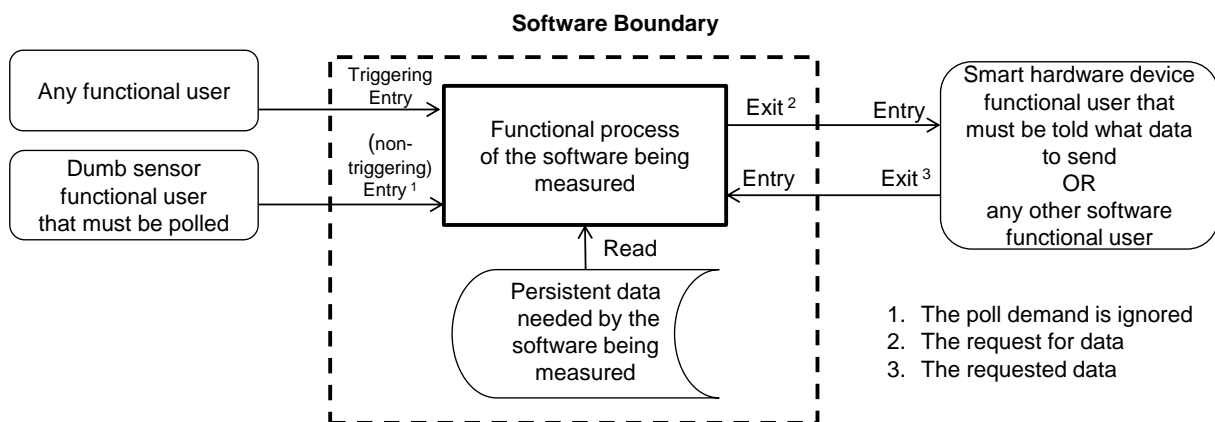 Software Boundary
Any functional user
Dumb sensor
functional user
that must be polled
Triggering
Entry
(non-
triggering)
Entry 1
Functional process
of the software being
measured
Read
Persistent data
needed by the
software being
measured
Exit 2
Entry
Entry
Exit 3
Smart hardware device
functional user that
must be told what data
to send
OR
any other software
functional user
1. The poll demand is ignored
2. The request for data
3. The requested data